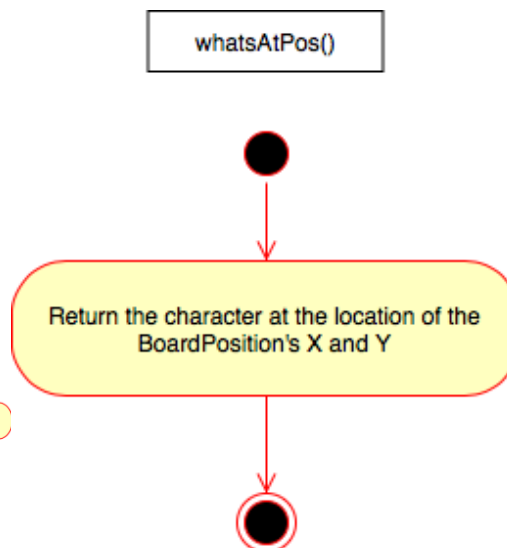 whatsAtPos()
Return the character at the location of the
BoardPosition's X and Y